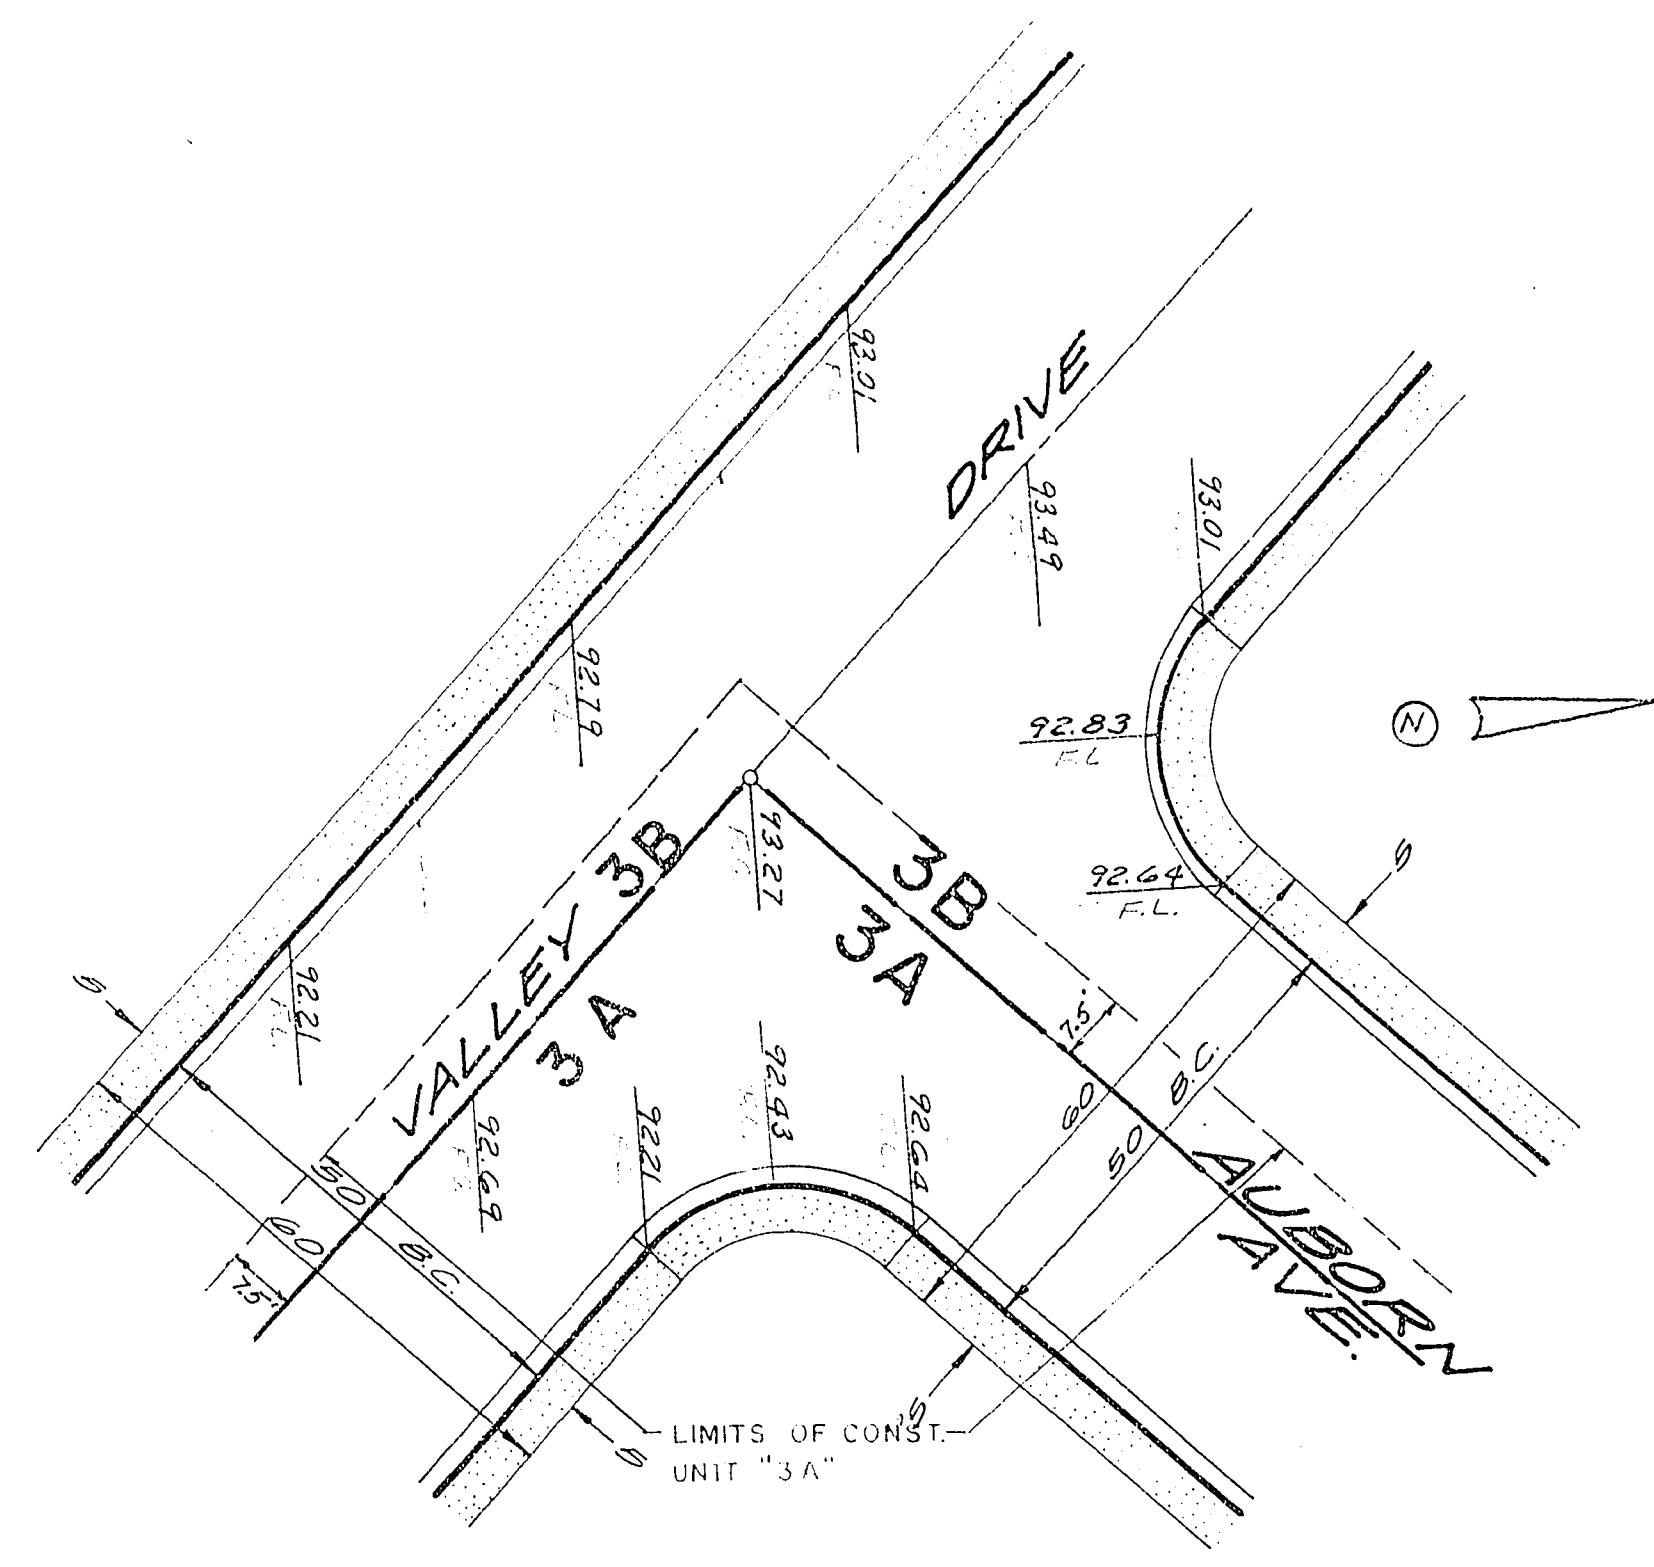 93.01
F.L.
DRIVE
93.49
93.01
92.79
F.L.
92.83
F.L
N
93.27
F.S.
92.64
F.L.
5
VALLEY 3B
3A
3B
3A
7.5'
92.21
F.L.
5
60
50 B.C.
92.43
F.L.
92.64
F.L.
92.21
F.L.
92.69
F.S.
50 B.C.
60
7.5'
AUBORN
AVE.
5
5
LIMITS OF CONST.
UNIT "3A"